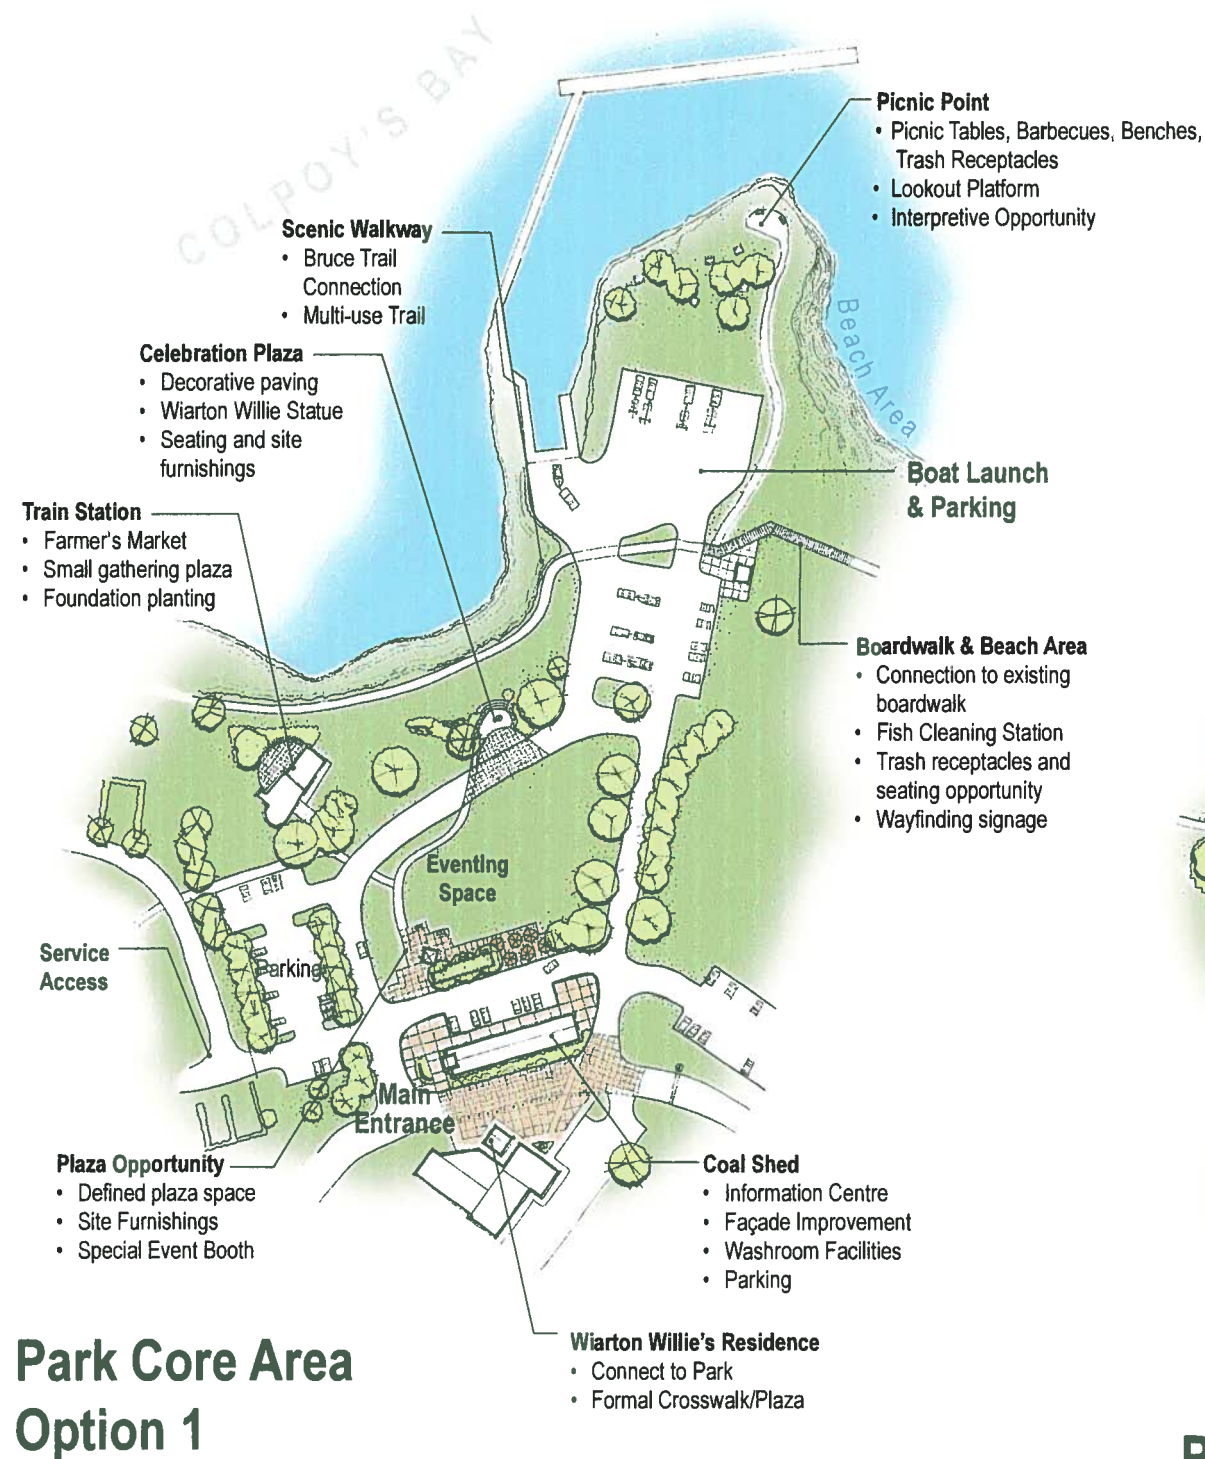 COLPOY'S BAY
Picnic Point
• Picnic Tables, Barbecues, Benches,
Trash Receptacles
• Lookout Platform
• Interpretive Opportunity
Scenic Walkway
• Bruce Trail
Connection
• Multi-use Trail
Beach Area
Celebration Plaza
• Decorative paving
• Wiarton Willie Statue
• Seating and site
furnishings
Boat Launch
& Parking
Train Station
• Farmer's Market
• Small gathering plaza
• Foundation planting
Boardwalk & Beach Area
• Connection to existing
boardwalk
• Fish Cleaning Station
• Trash receptacles and
seating opportunity
• Wayfinding signage
Eventing
Space
Service
Access
Parking
Main
Entrance
Plaza Opportunity
• Defined plaza space
• Site Furnishings
• Special Event Booth
Coal Shed
• Information Centre
• Façade Improvement
• Washroom Facilities
• Parking
Wiarton Willie's Residence
• Connect to Park
• Formal Crosswalk/Plaza
Park Core Area
Option 1